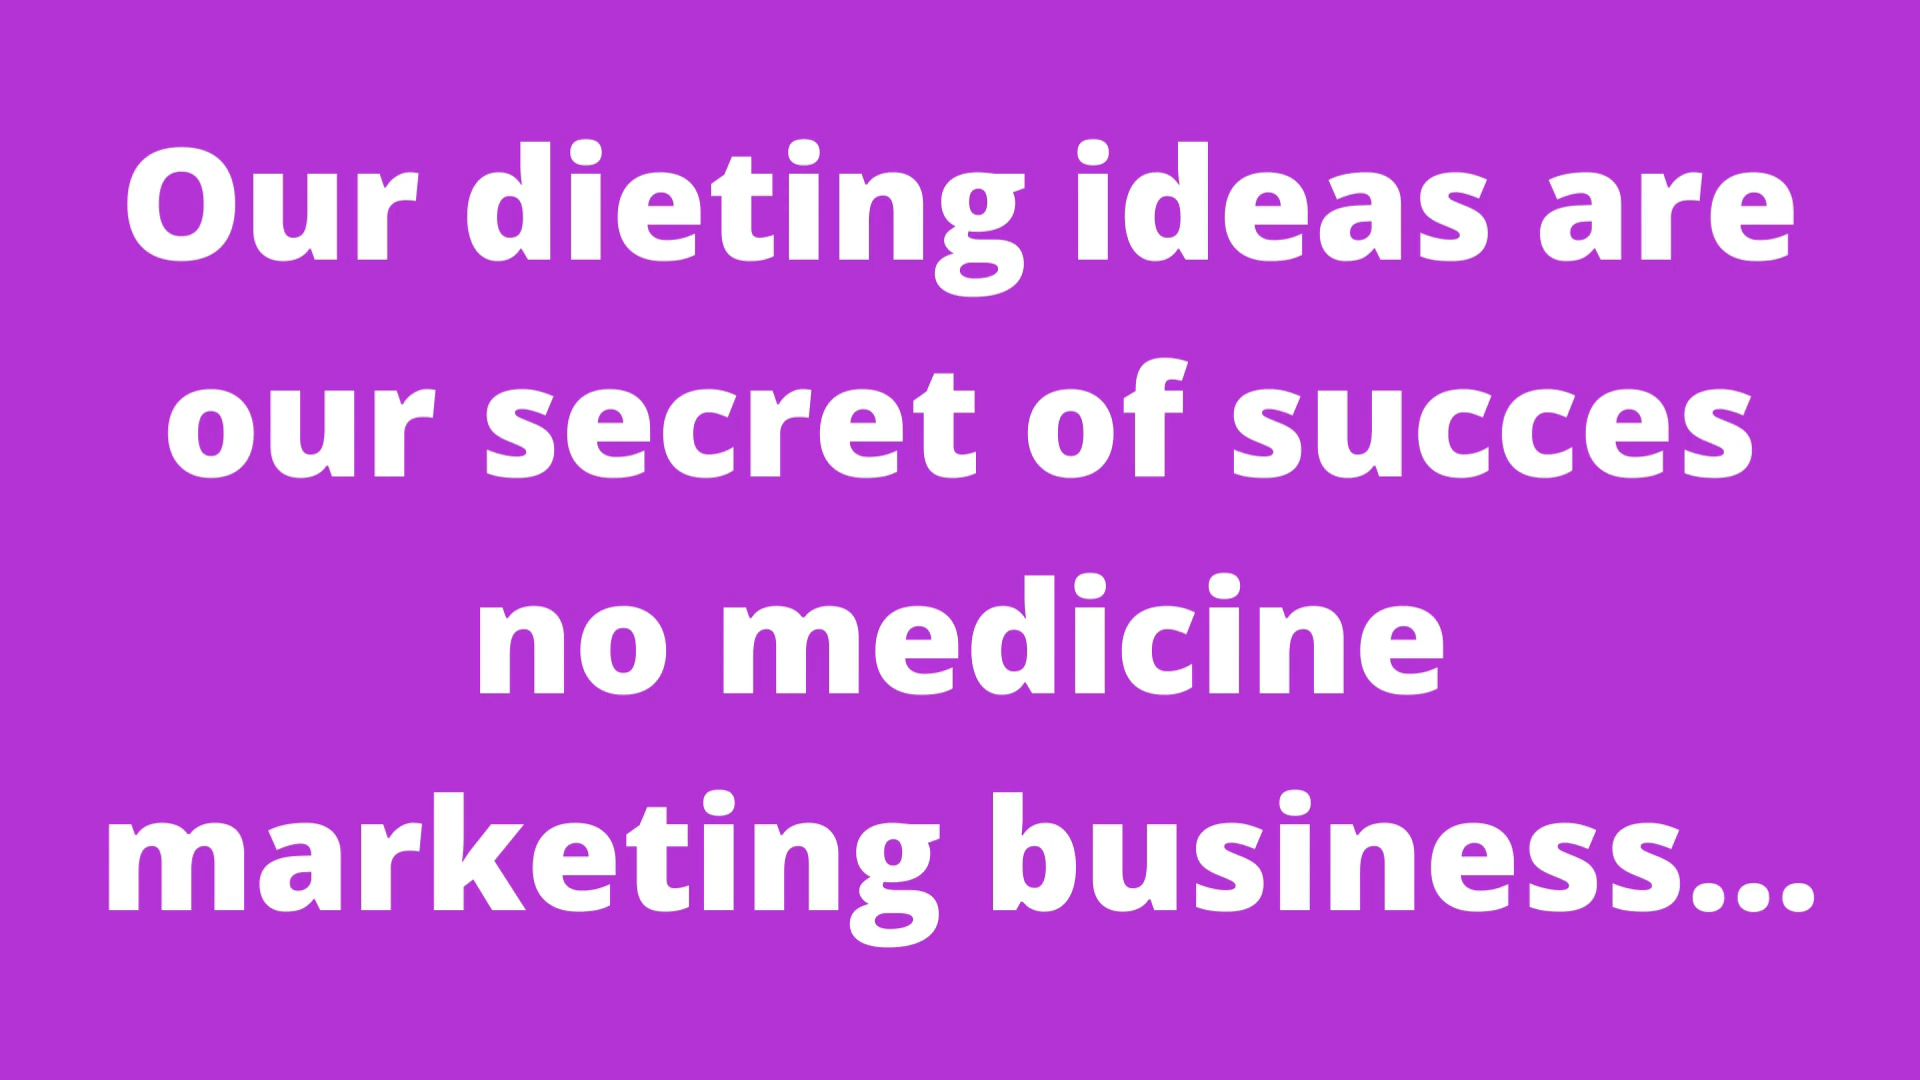 Our dieting ideas are
our secret of succes
no medicine
marketing business...